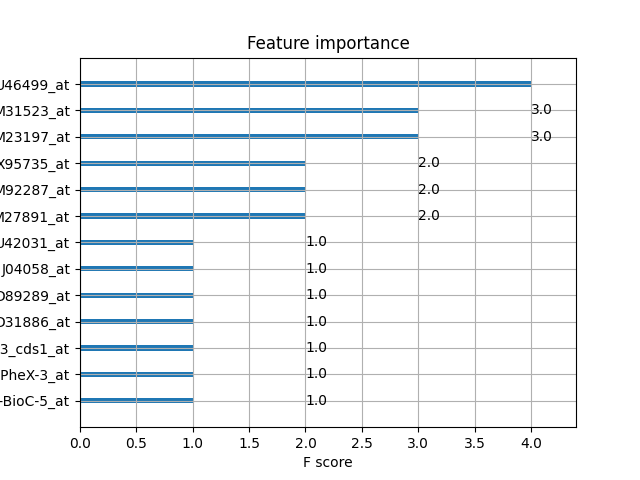 Feature importance
U46499_at
M31523_at 3.0
M23197_at 3.0
X95735_at 2.0
M92287_at 2.0
M27891_at 2.0
U42031_at 1.0
J04058_at 1.0
D89289_at 1.0
D31886_at 1.0
3_cds1_at 1.0
PheX-3_at 1.0
-BioC-5_at 1.0
0.0 0.5 1.0 1.5 2.0 2.5 3.0 3.5 4.0
F score